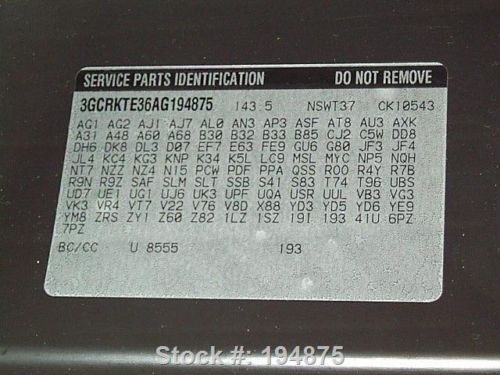 SERVICE PARTS IDENTIFICATION DO NOT REMOVE
3GCRKTE36AG194875 143.5 NSWT37 CK10543
AG1 AG2 AJ1 AJ7 AL0 AN3 AP3 ASF AT8 AU3 AXK
A31 A48 A60 A68 B30 B32 B33 B85 CJ2 C5W DD8
DH6 DK8 DL3 D07 EF7 E63 FE9 GU6 G80 JF3 JF4
JL4 KC4 KG3 KNP K34 K5L LC9 MSL MYC NP5 NQH
NT7 NZZ NZ4 N15 PCW PDF PPA QSS R00 R4Y R7B
R9N R9Z SAF SLM SLT SSB S41 S83 T74 T96 UBS
UD7 UE1 UG1 UJ6 UK3 UPF UQA USR UUL VB3 VG3
VK3 VR4 VT7 V22 V76 V8D X88 YD3 YD5 YD6 YE9
YM8 ZRS ZY1 Z60 Z82 1LZ 1SZ 19I 193 41U 6PZ
7PZ
BC/CC U 8555 193
Stock #: 194875